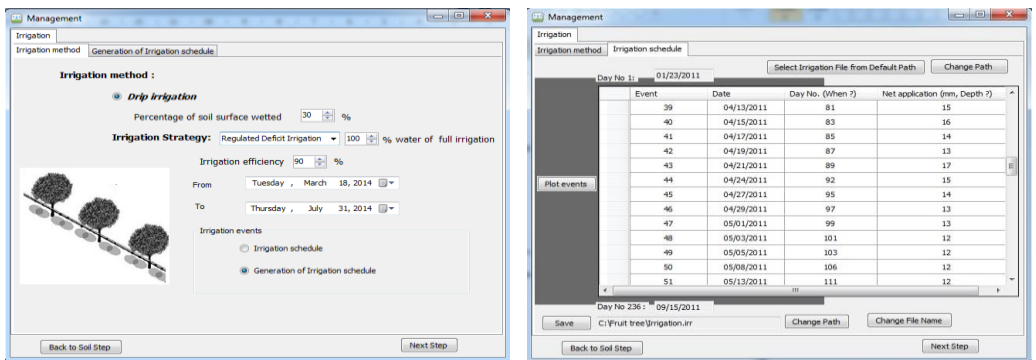 Management
Irrigation
Irrigation method Generation of Irrigation schedule
Irrigation method :
Drip irrigation
Percentage of soil surface wetted 30 %
Irrigation Strategy: Regulated Deficit Irrigation 100 % water of full irrigation
Irrigation efficiency 90 %
From Tuesday , March 18, 2014
To Thursday , July 31, 2014
Irrigation events
Irrigation schedule
Generation of Irrigation schedule
Back to Soil Step Next Step
Management
Irrigation
Irrigation method Irrigation schedule
Select Irrigation File from Default Path Change Path
Day No 1: 01/23/2011
Event Date Day No. (When ?) Net application (mm, Depth ?)
39 04/13/2011 81 15
40 04/15/2011 83 16
41 04/17/2011 85 14
42 04/19/2011 87 13
43 04/21/2011 89 17
44 04/24/2011 92 15
45 04/27/2011 95 14
46 04/29/2011 97 13
47 05/01/2011 99 13
48 05/03/2011 101 12
49 05/05/2011 103 12
50 05/08/2011 106 12
51 05/13/2011 111 12
Plot events
Day No 236 : 09/15/2011
Save C:\Fruit tree\Irrigation.irr Change Path Change File Name
Back to Soil Step Next Step